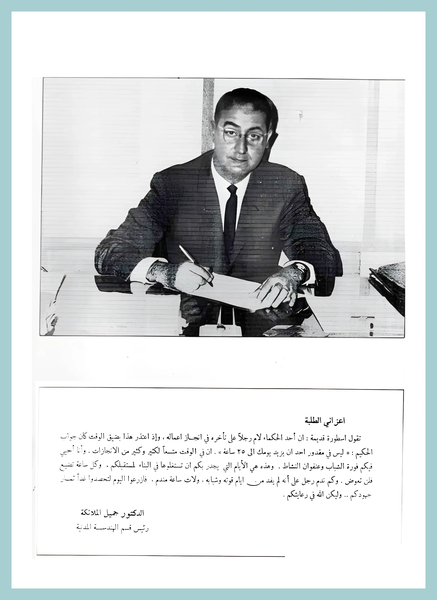 اعزائي الطلبة
تقول اسطورة قديمة : ان أحد الحكماء لام رجلاً على تأخره في انجاز اعماله . وإذ اعتذر هذا بضيق الوقت كان جواب
الحكيم : « ليس في مقدور احد ان يزيد يومك الى ٢٥ ساعة » . ان في الوقت متسعاً لكثير وكثير من الانجازات . وأنا أحيي
فيكم فورة الشباب وعنفوان النشاط . وهذه هي الأيام التي يجدر بكم ان تستغلوها في البناء لمستقبلكم . وكل ساعة تضيع
فلن تعوض . وكم ندم رجل على أنه لم يفد من ايام قوته وشبابه . ولات ساعة مندم . فازرعوا اليوم لتحصدوا غداً ثمار
جهودكم .. وليكن الله في رعايتكم .
الدكتور جميل الملائكة
رئيس قسم الهندسة المدنية